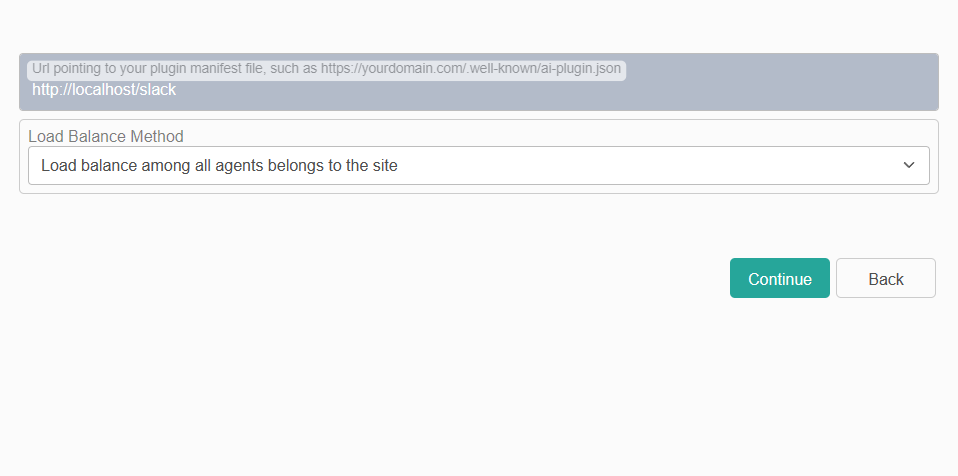 Url pointing to your plugin manifest file, such as https://yourdomain.com/.well-known/ai-plugin.json
http://localhost/slack
Load Balance Method
Load balance among all agents belongs to the site
Continue
Back